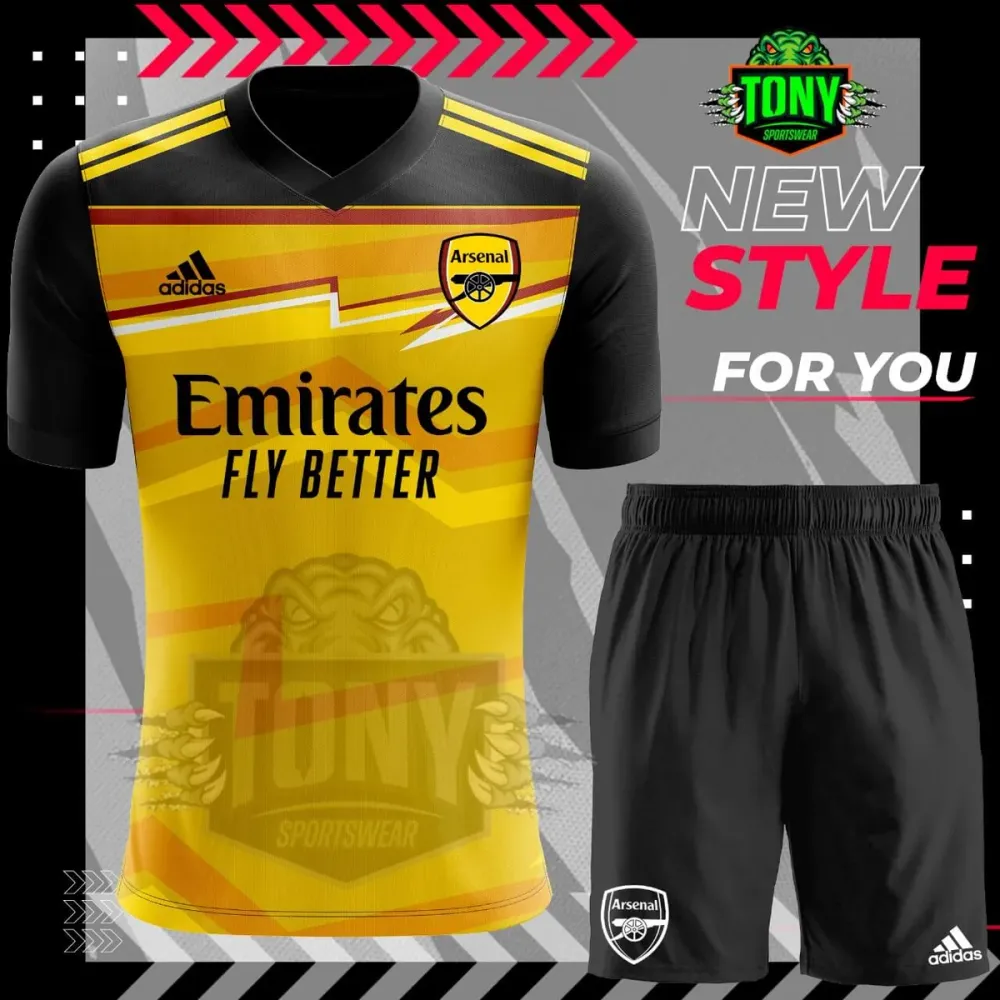 TONY
SPORTSWEAR
NEW
STYLE
FOR YOU
adidas
Arsenal
Emirates
FLY BETTER
TONY
SPORTSWEAR
Arsenal
adidas